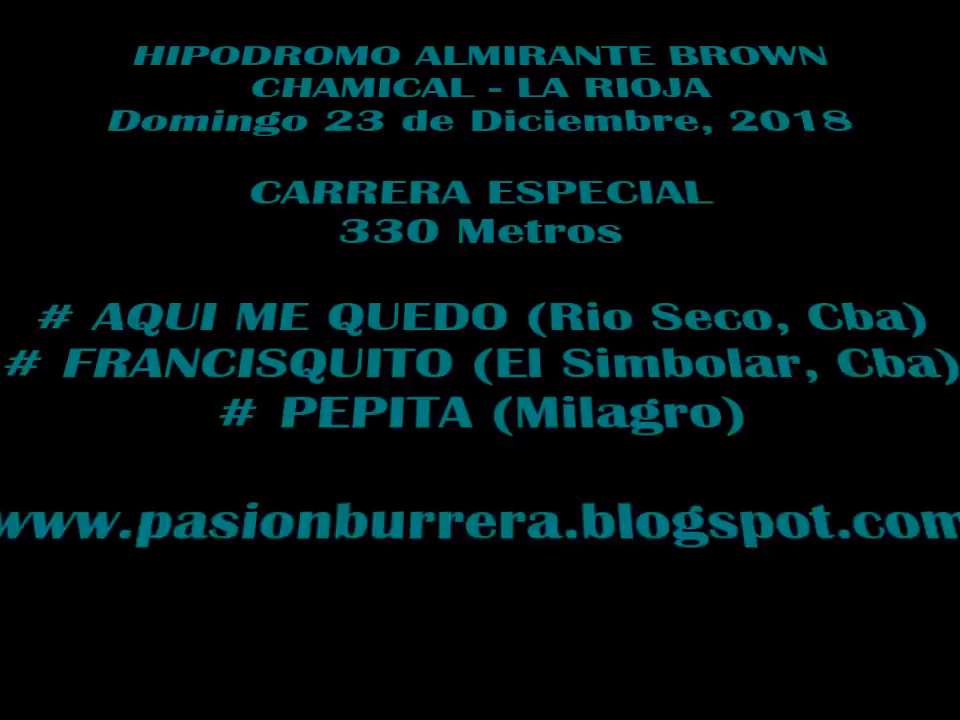 HIPODROMO ALMIRANTE BROWN
CHAMICAL - LA RIOJA
Domingo 23 de Diciembre, 2018
CARRERA ESPECIAL
330 Metros
# AQUI ME QUEDO (Rio Seco, Cba)
# FRANCISQUITO (El Simbolar, Cba)
# PEPITA (Milagro)
www.pasionburrera.blogspot.com